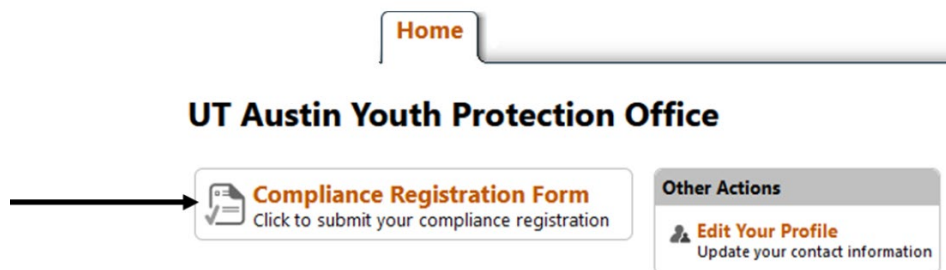 Home
UT Austin Youth Protection Office
Compliance Registration Form
Click to submit your compliance registration
Other Actions
Edit Your Profile
Update your contact information